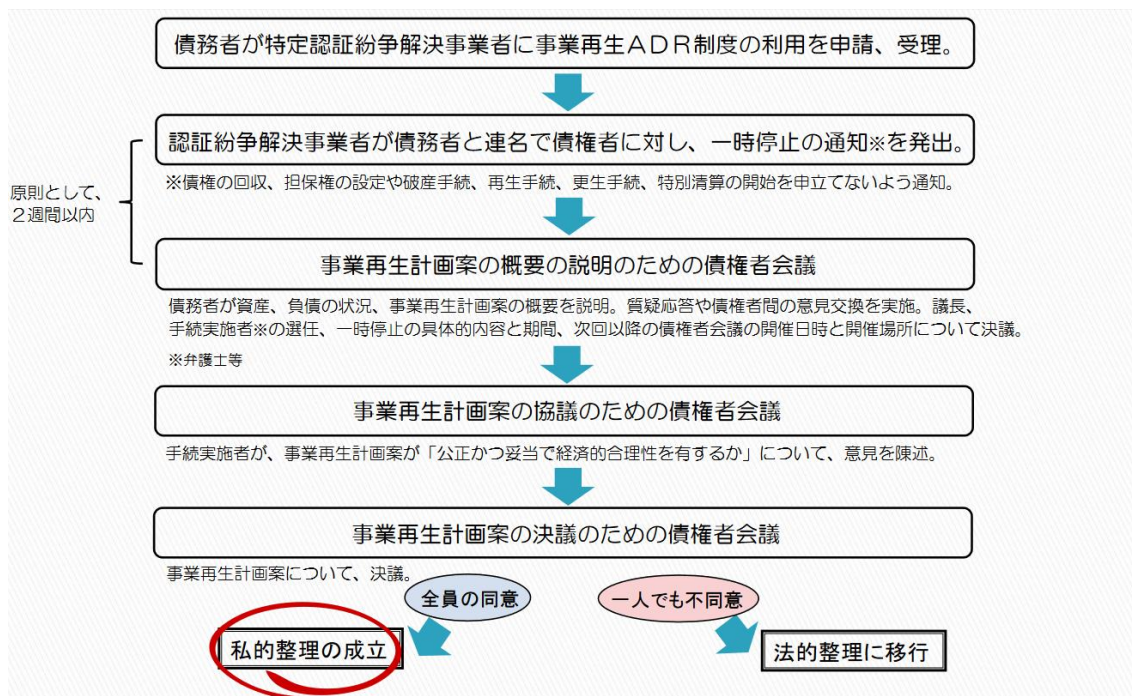 債務者が特定認証紛争解決事業者に事業再生ADR制度の利用を申請、受理。
認証紛争解決事業者が債務者と連名で債権者に対し、一時停止の通知※を発出。
※債権の回収、担保権の設定や破産手続、再生手続、更生手続、特別清算の開始を申立てないよう通知。
原則として、
2週間以内
事業再生計画案の概要の説明のための債権者会議
債務者が資産、負債の状況、事業再生計画案の概要を説明。質疑応答や債権者間の意見交換を実施。議長、
手続実施者※の選任、一時停止の具体的内容と期間、次回以降の債権者会議の開催日時と開催場所について決議。
※弁護士等
事業再生計画案の協議のための債権者会議
手続実施者が、事業再生計画案が「公正かつ妥当で経済的合理性を有するか」について、意見を陳述。
事業再生計画案の決議のための債権者会議
事業再生計画案について、決議。
全員の同意
一人でも不同意
私的整理の成立
法的整理に移行